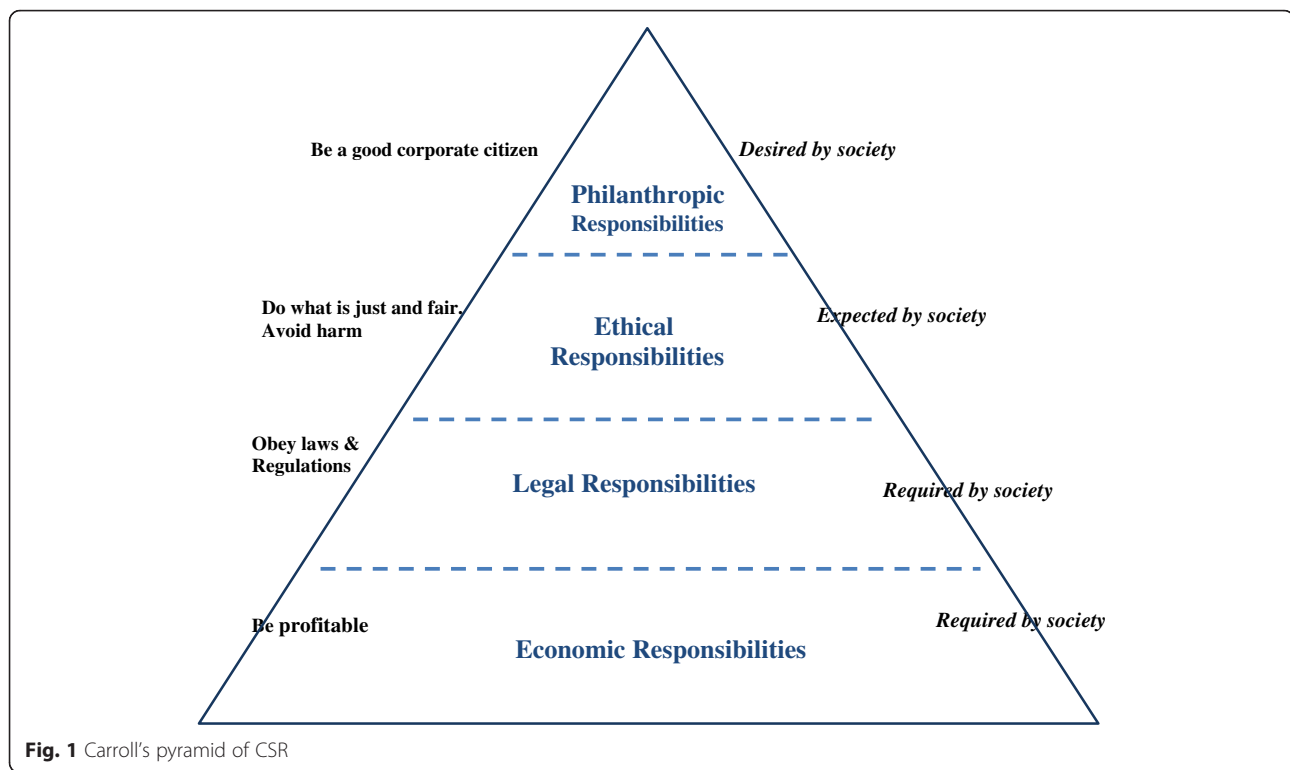 Be a good corporate citizen
Desired by society
Philanthropic
Responsibilities
Do what is just and fair,
Avoid harm
Expected by society
Ethical
Responsibilities
Obey laws &
Regulations
Legal Responsibilities
Required by society
Be profitable
Required by society
Economic Responsibilities
Fig. 1 Carroll's pyramid of CSR